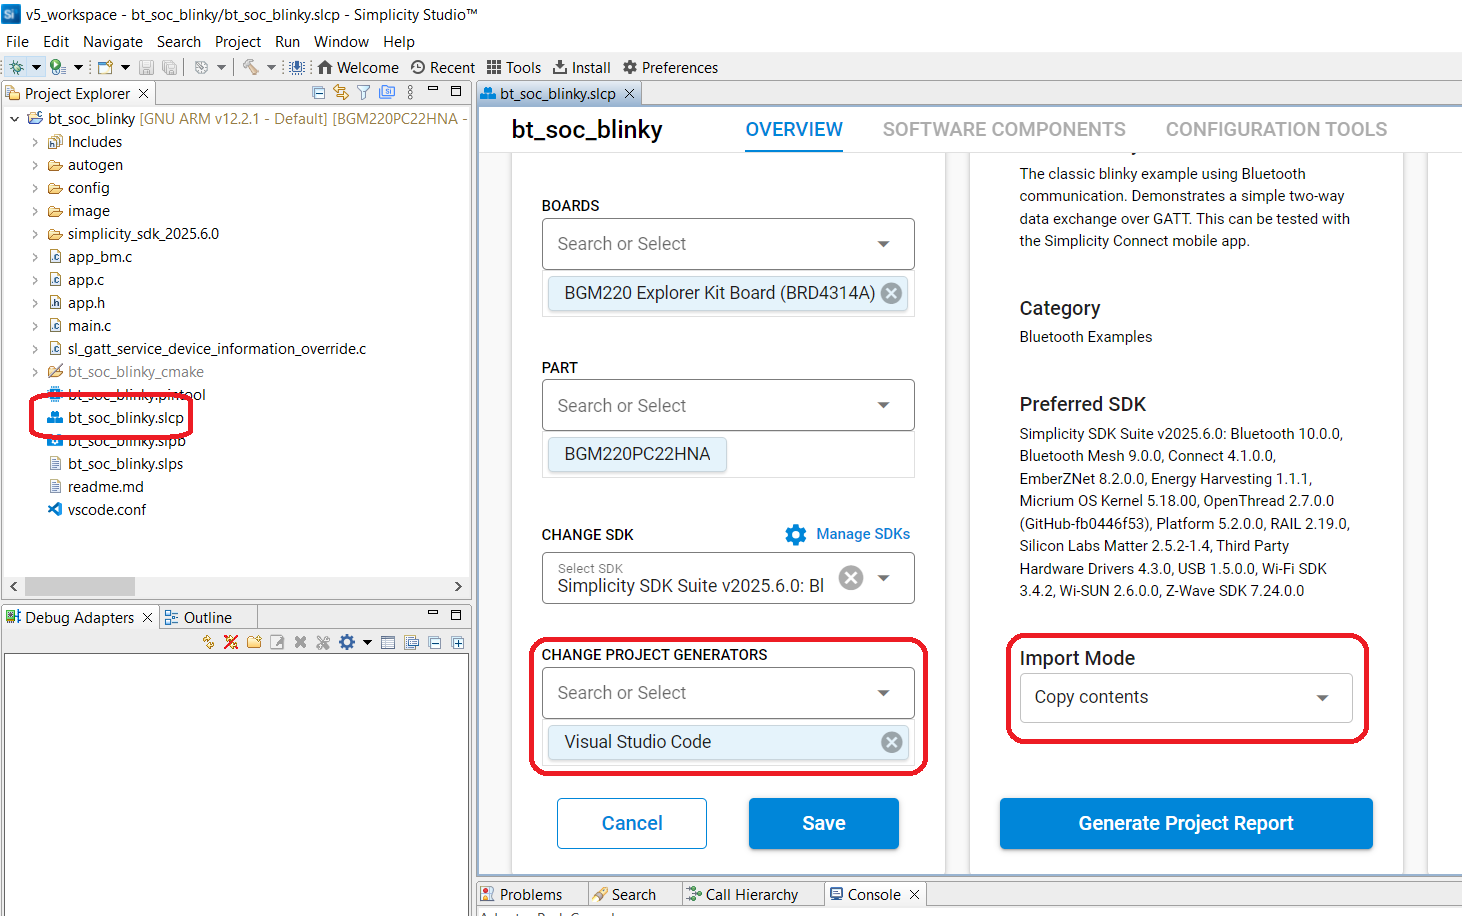 v5_workspace - bt_soc_blinky/bt_soc_blinky.slcp - Simplicity Studio™
File Edit Navigate Search Project Run Window Help
Welcome Recent Tools Install Preferences
Project Explorer
bt_soc_blinky [GNU ARM v12.2.1 - Default] [BGM220PC22HNA -
Includes
autogen
config
image
simplicity_sdk_2025.6.0
app_bm.c
app.c
app.h
main.c
sl_gatt_service_device_information_override.c
bt_soc_blinky_cmake
bt_soc_blinky.pintool
bt_soc_blinky.slcp
bt_soc_blinky.slpb
bt_soc_blinky.slps
readme.md
vscode.conf
Debug Adapters
Outline
bt_soc_blinky.slcp
bt_soc_blinky
OVERVIEW
SOFTWARE COMPONENTS
CONFIGURATION TOOLS
BOARDS
Search or Select
BGM220 Explorer Kit Board (BRD4314A)
PART
Search or Select
BGM220PC22HNA
CHANGE SDK
Manage SDKs
Select SDK
Simplicity SDK Suite v2025.6.0: Bl
CHANGE PROJECT GENERATORS
Search or Select
Visual Studio Code
Cancel
Save
The classic blinky example using Bluetooth
communication. Demonstrates a simple two-way
data exchange over GATT. This can be tested with
the Simplicity Connect mobile app.
Category
Bluetooth Examples
Preferred SDK
Simplicity SDK Suite v2025.6.0: Bluetooth 10.0.0,
Bluetooth Mesh 9.0.0, Connect 4.1.0.0,
EmberZNet 8.2.0.0, Energy Harvesting 1.1.1,
Micrium OS Kernel 5.18.00, OpenThread 2.7.0.0
(GitHub-fb0446f53), Platform 5.2.0.0, RAIL 2.19.0,
Silicon Labs Matter 2.5.2-1.4, Third Party
Hardware Drivers 4.3.0, USB 1.5.0.0, Wi-Fi SDK
3.4.2, Wi-SUN 2.6.0.0, Z-Wave SDK 7.24.0.0
Import Mode
Copy contents
Generate Project Report
Problems
Search
Call Hierarchy
Console